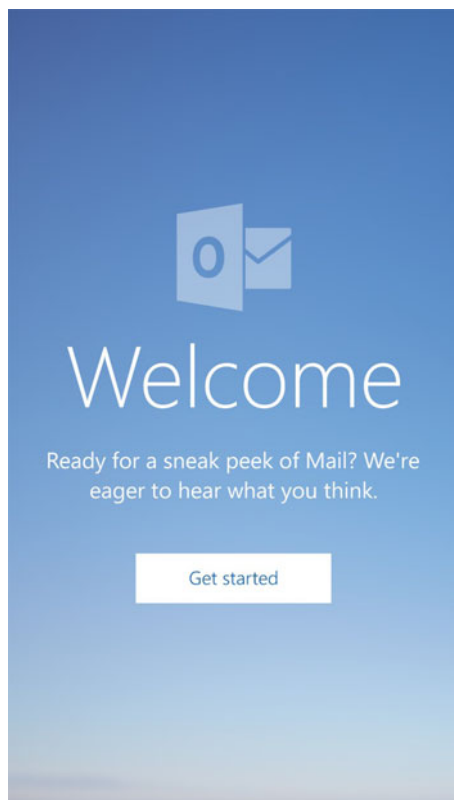 O
Welcome
Ready for a sneak peek of Mail? We're
eager to hear what you think.
Get started